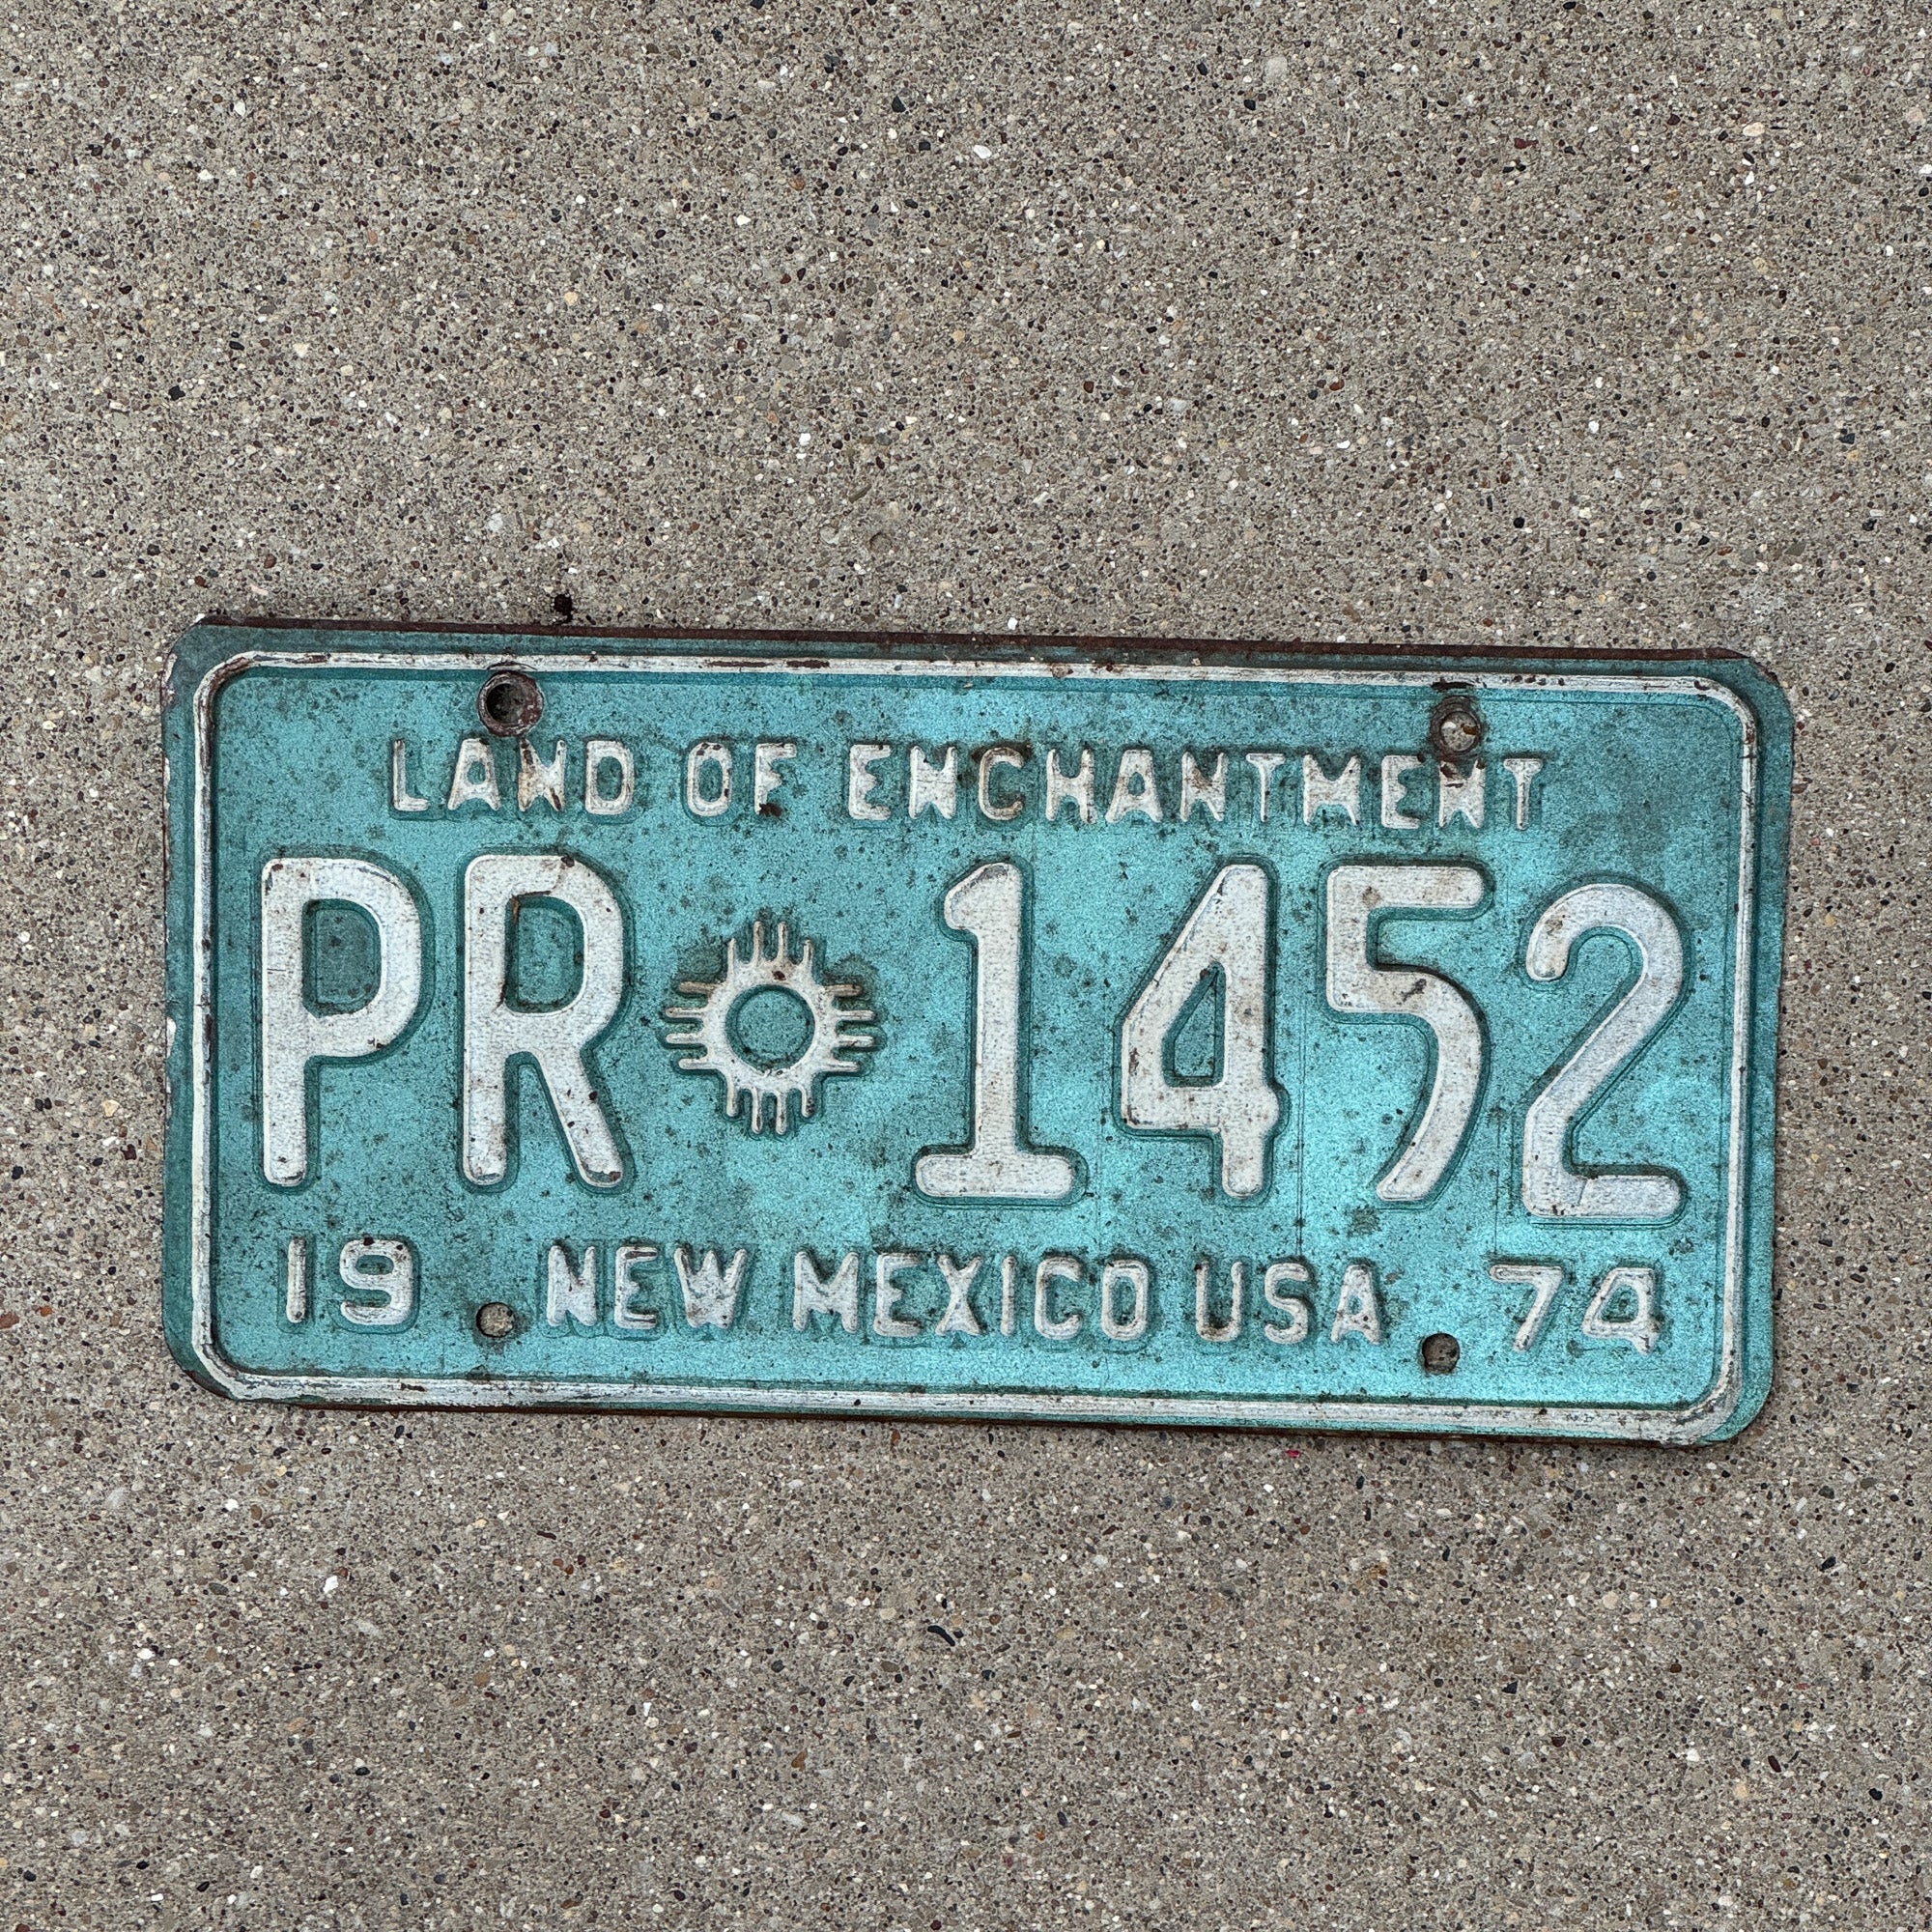 LAND OF ENCHANTMENT
PR 1452
19 NEW MEXICO USA 74